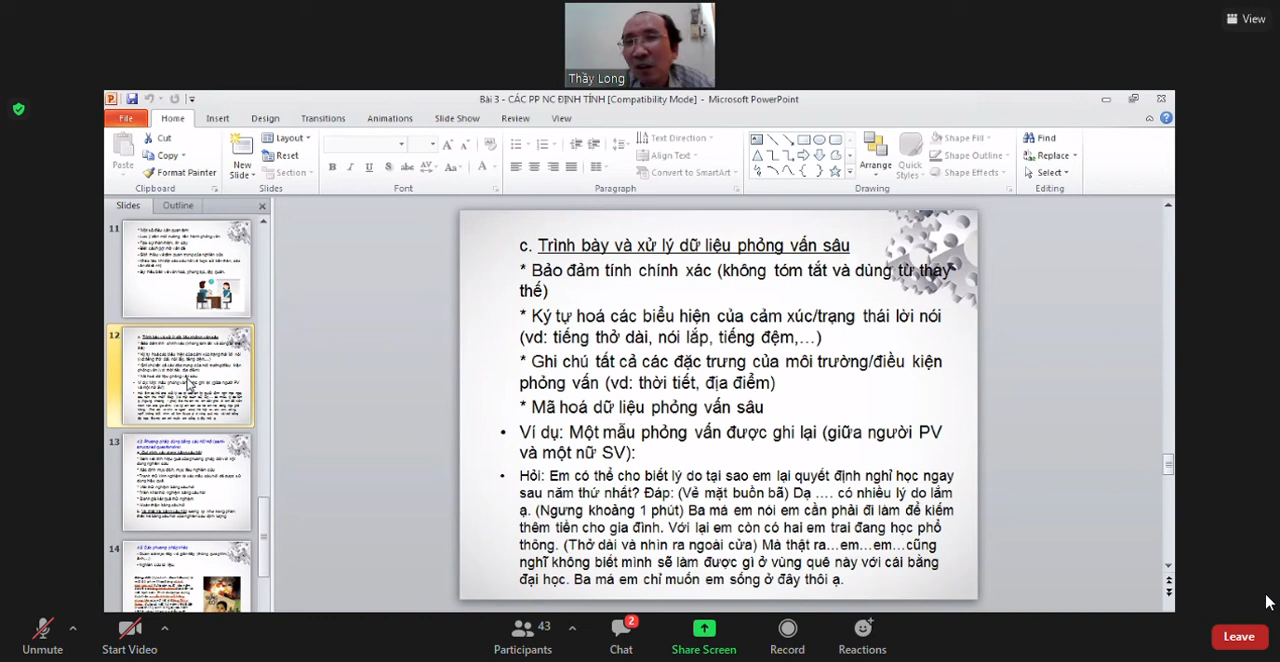 View
Thầy Long
Bài 3 - CÁC PP NC ĐỊNH TÍNH [Compatibility Mode] - Microsoft PowerPoint
File Home Insert Design Transitions Animations Slide Show Review View
Paste
Cut
Copy
Format Painter
Clipboard
New Slide
Layout
Reset
Section
Slides
Font
Paragraph
Text Direction
Align Text
Convert to SmartArt
Arrange
Quick Styles
Shape Fill
Shape Outline
Shape Effects
Drawing
Find
Replace
Select
Editing
Slides Outline
11
12
13
14
c. Trình bày và xử lý dữ liệu phỏng vấn sâu
* Bảo đảm tính chính xác (không tóm tắt và dùng từ thay
thế)
* Ký tự hoá các biểu hiện của cảm xúc/trạng thái lời nói
(vd: tiếng thở dài, nói lắp, tiếng đệm,…)
* Ghi chú tất cả các đặc trưng của môi trường/điều kiện
phỏng vấn (vd: thời tiết, địa điểm)
* Mã hoá dữ liệu phỏng vấn sâu
• Ví dụ: Một mẫu phỏng vấn được ghi lại (giữa người PV
và một nữ SV):
• Hỏi: Em có thể cho biết lý do tại sao em lại quyết định nghỉ học ngay
sau năm thứ nhất? Đáp: (Vẻ mặt buồn bã) Dạ .... có nhiều lý do lắm
ạ. (Ngưng khoảng 1 phút) Ba má em nói em cần phải đi làm để kiếm
thêm tiền cho gia đình. Với lại em còn có hai em trai đang học phổ
thông. (Thở dài và nhìn ra ngoài cửa) Mà thật ra…em…em…cũng
nghĩ không biết mình sẽ làm được gì ở vùng quê này với cái bằng
đại học. Ba má em chỉ muốn em sống ở đây thôi ạ.
Unmute
Start Video
43
Participants
2
Chat
Share Screen
Record
Reactions
Leave